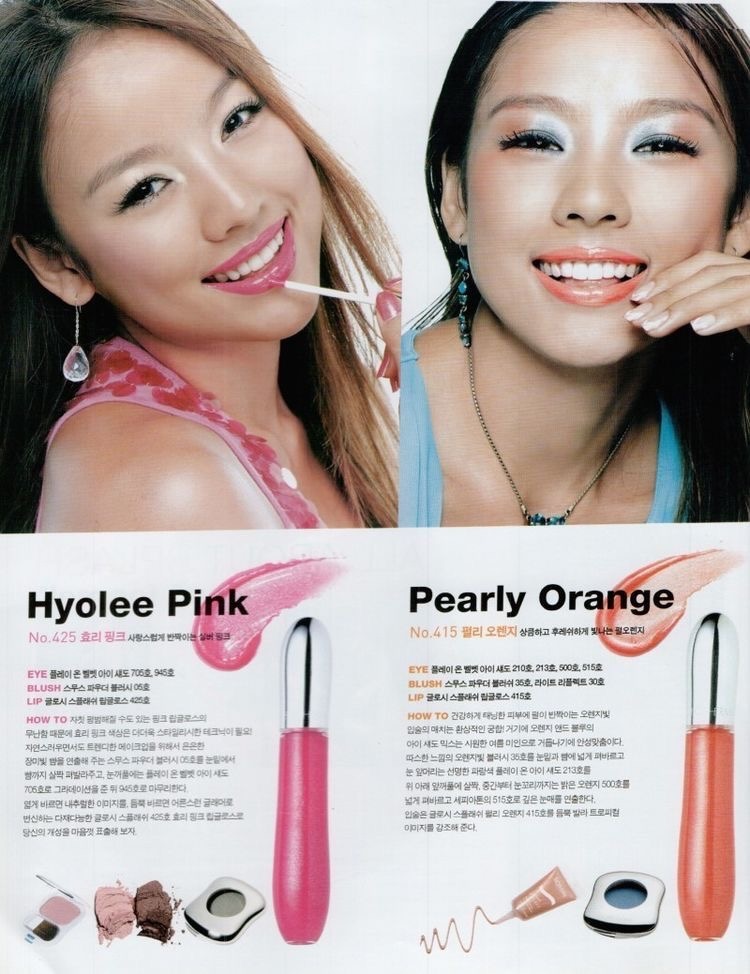 Hyolee Pink
No.425 효리 핑크 사랑스럽게 반짝이는 실버 핑크
EYE 플레이 온 벨벳 아이 섀도 705호, 945호
BLUSH 스무스 파우더 블러시 05호
LIP 글로시 스플래쉬 립글로스 425호
HOW TO 자칫 평범해질 수도 있는 핑크 립글로스의
무난함 때문에 효리 핑크 색상은 더더욱 스타일리시한 테크닉이 필요!
자연스러우면서도 트렌디한 메이크업을 위해서 은은한
장미빛 뺨을 연출해 주는 스무스 파우더 블러시 05호를 눈밑에서
뺨까지 살짝 펴발라주고, 눈꺼풀에는 플레이 온 벨벳 아이 섀도
705호로 그라데이션을 준 뒤 945호로 마무리한다.
엷게 바르면 내추럴한 이미지를, 듬뿍 바르면 어른스런 글래머로
변신하는 다재다능한 글로시 스플래쉬 425호 효리 핑크 립글로스로
당신의 개성을 마음껏 표출해 보자.
Pearly Orange
No.415 펄리 오렌지 상큼하고 후레쉬하게 빛나는 펄오렌지
EYE 플레이 온 벨벳 아이 섀도 210호, 213호, 500호, 515호
BLUSH 스무스 파우더 블러쉬 35호, 라이트 리플렉트 30호
LIP 글로시 스플래쉬 립글로스 415호
HOW TO 건강하게 태닝한 피부에 펄이 반짝이는 오렌지빛
입술의 매치는 환상적인 궁합! 거기에 오렌지 앤드 블루의
아이 섀도 믹스는 시원한 여름 미인으로 거듭나기에 안성맞춤이다.
따스한 느낌의 오렌지빛 블러시 35호를 눈밑과 뺨에 넓게 펴바르고
눈 앞머리는 선명한 파랑색 플레이 온 아이 섀도 213호를
위 아래 앞꺼풀에 살짝, 중간부터 눈꼬리까지는 밝은 오렌지 500호를
넓게 펴바르고 세피아톤의 515호로 깊은 눈매를 연출한다.
입술은 글로시 스플래쉬 펄리 오렌지 415호를 듬뿍 발라 트로피컬
이미지를 강조해 준다.